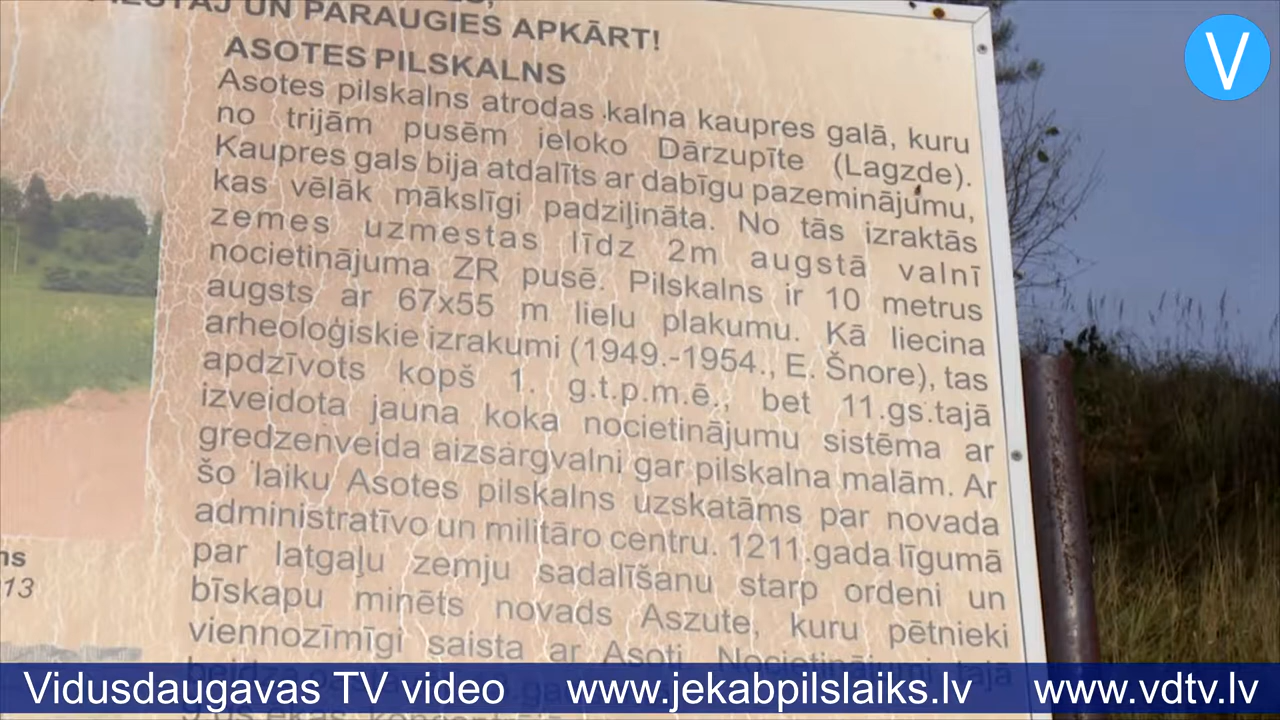 UN PARAUGIES APKĀRT!
ASOTES PILSKALNS
Asotes pilskalns atrodas kalna kaupres galā, kuru
no trijām pusēm ieloko Dārzupīte (Lagzde).
Kaupres gals bija atdalīts ar dabīgu pazeminājumu,
kas vēlāk mākslīgi padziļināta. No tās izraktās
zemes uzmestas līdz 2m augstā valnī
nocietinājuma ZR pusē. Pilskalns ir 10 metrus
augsts ar 67x55 m lielu plakumu. Kā liecina
arheoloģiskie izrakumi (1949.-1954., E. Šnore), tas
apdzīvots kopš 1. g.t.p.m.ē., bet 11.gs.tajā
izveidota jauna koka nocietinājumu sistēma ar
gredzenveida aizsargvalni gar pilskalna malām. Ar
šo laiku Asotes pilskalns uzskatāms par novada
administratīvo un militāro centru. 1211.gada līgumā
par latgaļu zemju sadalīšanu starp ordeni un
bīskapu minēts novads Aszute, kuru pētnieki
viennozīmīgi saista ar Asoti. Nocietinājumi tajā
ns
13
V
Vidusdaugavas TV video www.jekabpilslaiks.lv www.vdtv.lv